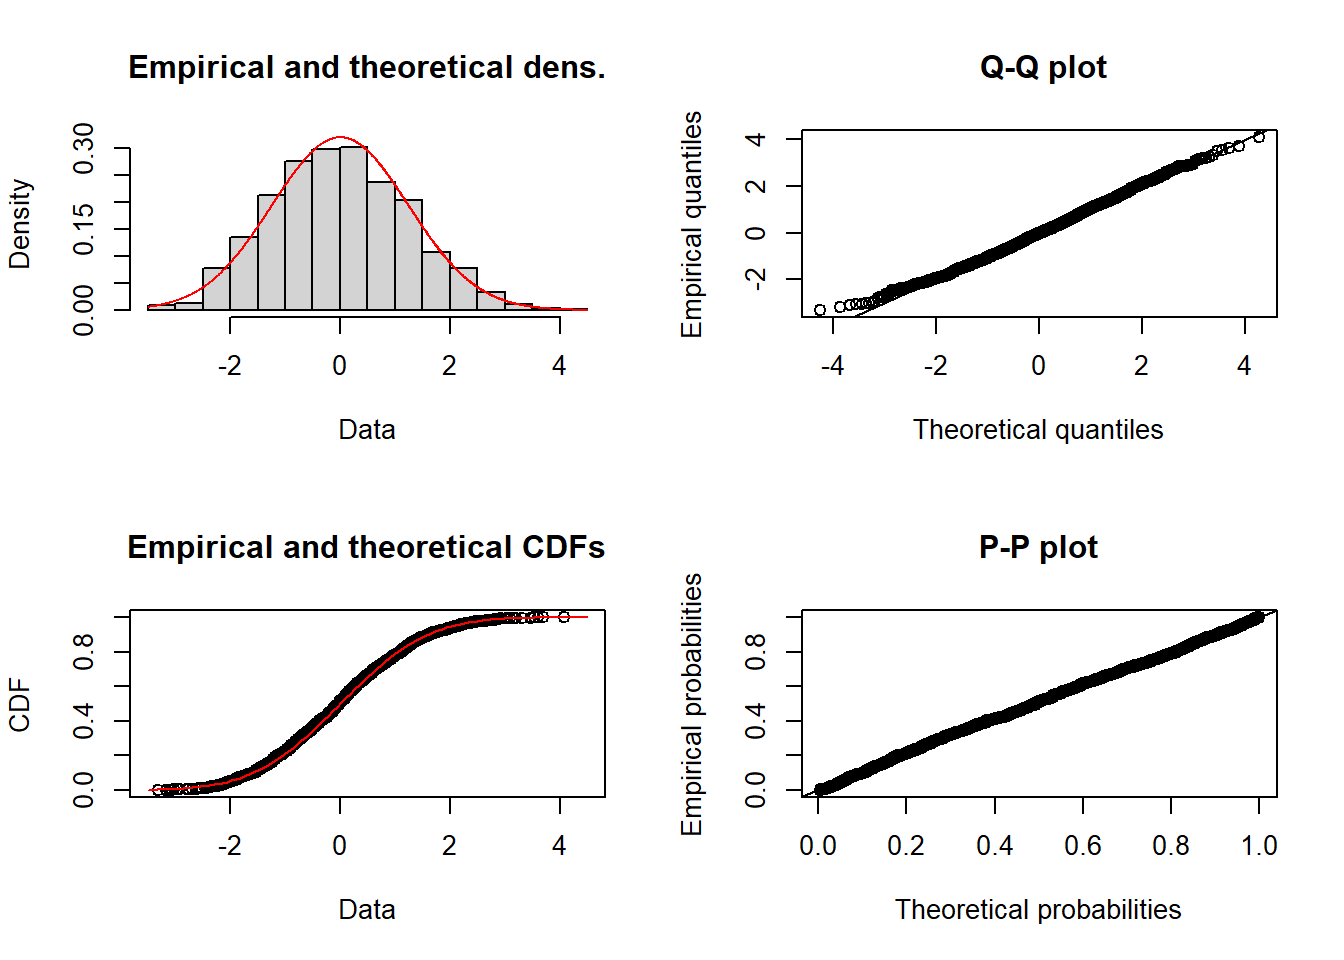 Empirical and theoretical dens.
Density
0.00 0.15 0.30
-2 0 2 4
Data
Q-Q plot
Empirical quantiles
-2 0 2 4
-4 -2 0 2 4
Theoretical quantiles
Empirical and theoretical CDFs
CDF
0.0 0.4 0.8
-2 0 2 4
Data
P-P plot
Empirical probabilities
0.0 0.4 0.8
0.0 0.2 0.4 0.6 0.8 1.0
Theoretical probabilities